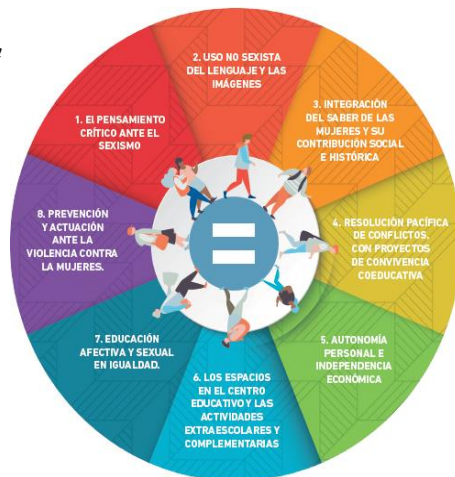 1. El PENSAMIENTO
CRÍTICO ANTE EL
SEXISMO
2. USO NO SEXISTA
DEL LENGUAJE Y LAS
IMÁGENES
3. INTEGRACIÓN
DEL SABER DE LAS
MUJERES Y SU
CONTRIBUCIÓN SOCIAL
E HISTÓRICA
4. RESOLUCIÓN PACÍFICA
DE CONFLICTOS.
CON PROYECTOS
DE CONVIVENCIA
COEDUCATIVA
5. AUTONOMÍA
PERSONAL E
INDEPENDENCIA
ECONÓMICA
6. LOS ESPACIOS
EN EL CENTRO
EDUCATIVO Y LAS
ACTIVIDADES
EXTRAESCOLARES Y
COMPLEMENTARIAS
7. EDUCACIÓN
AFECTIVA Y SEXUAL
EN IGUALDAD.
8. PREVENCIÓN
Y ACTUACIÓN
ANTE LA
VIOLENCIA CONTRA
LA MUJERES.
=